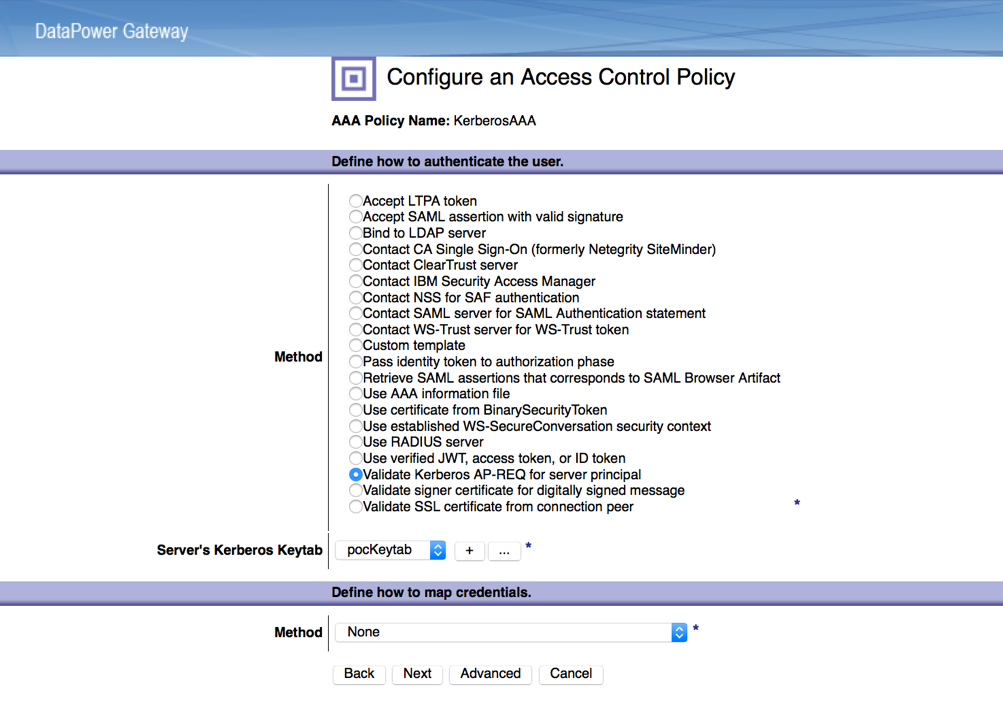 DataPower Gateway
Configure an Access Control Policy
AAA Policy Name: KerberosAAA
Define how to authenticate the user.
Method
Accept LTPA token
Accept SAML assertion with valid signature
Bind to LDAP server
Contact CA Single Sign-On (formerly Netegrity SiteMinder)
Contact ClearTrust server
Contact IBM Security Access Manager
Contact NSS for SAF authentication
Contact SAML server for SAML Authentication statement
Contact WS-Trust server for WS-Trust token
Custom template
Pass identity token to authorization phase
Retrieve SAML assertions that corresponds to SAML Browser Artifact
Use AAA information file
Use certificate from BinarySecurityToken
Use established WS-SecureConversation security context
Use RADIUS server
Use verified JWT, access token, or ID token
Validate Kerberos AP-REQ for server principal
Validate signer certificate for digitally signed message
Validate SSL certificate from connection peer *
Server's Kerberos Keytab pocKeytab + ... *
Define how to map credentials.
Method None *
Back Next Advanced Cancel